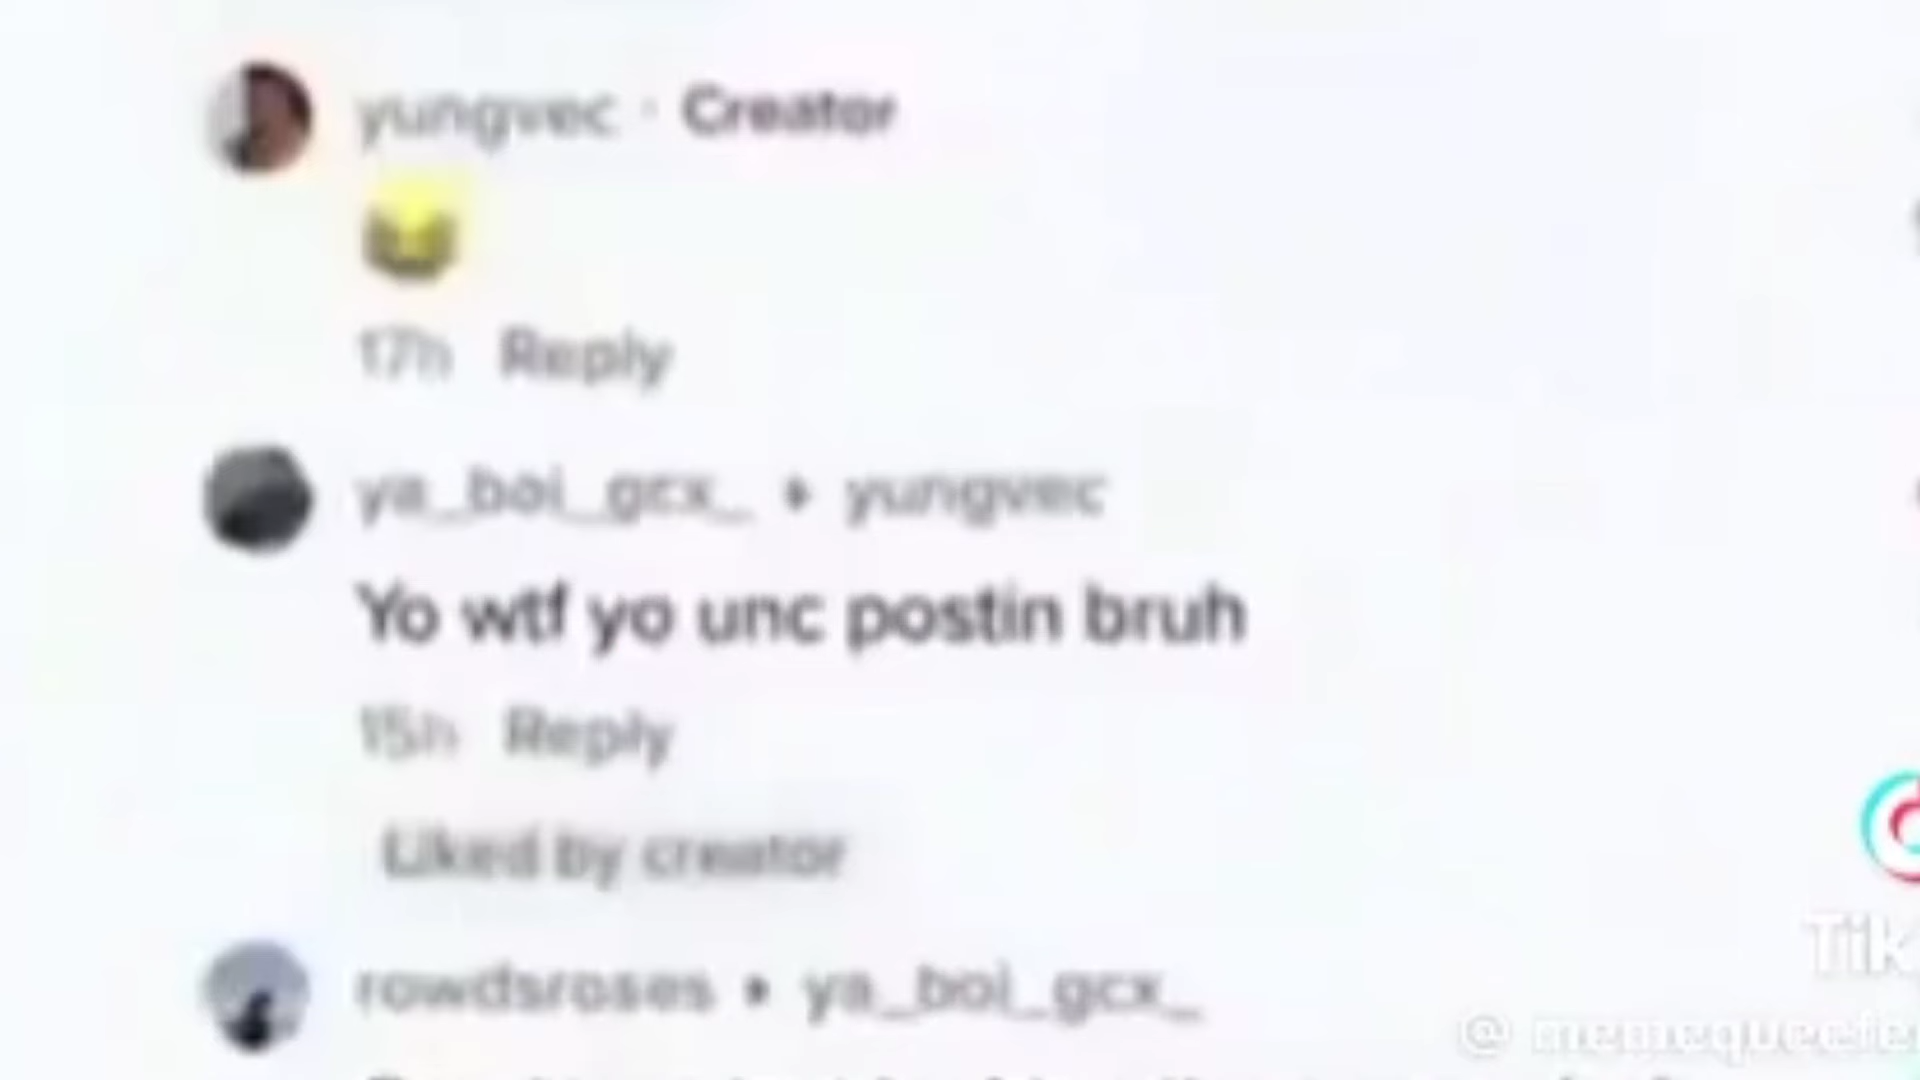 yungvec · Creator
😂
17h Reply
ya_boi_gcx_ ▸ yungvec
Yo wtf yo unc postin bruh
15h Reply
Liked by creator
rowdsroses ▸ ya_boi_gcx_
Tik
@